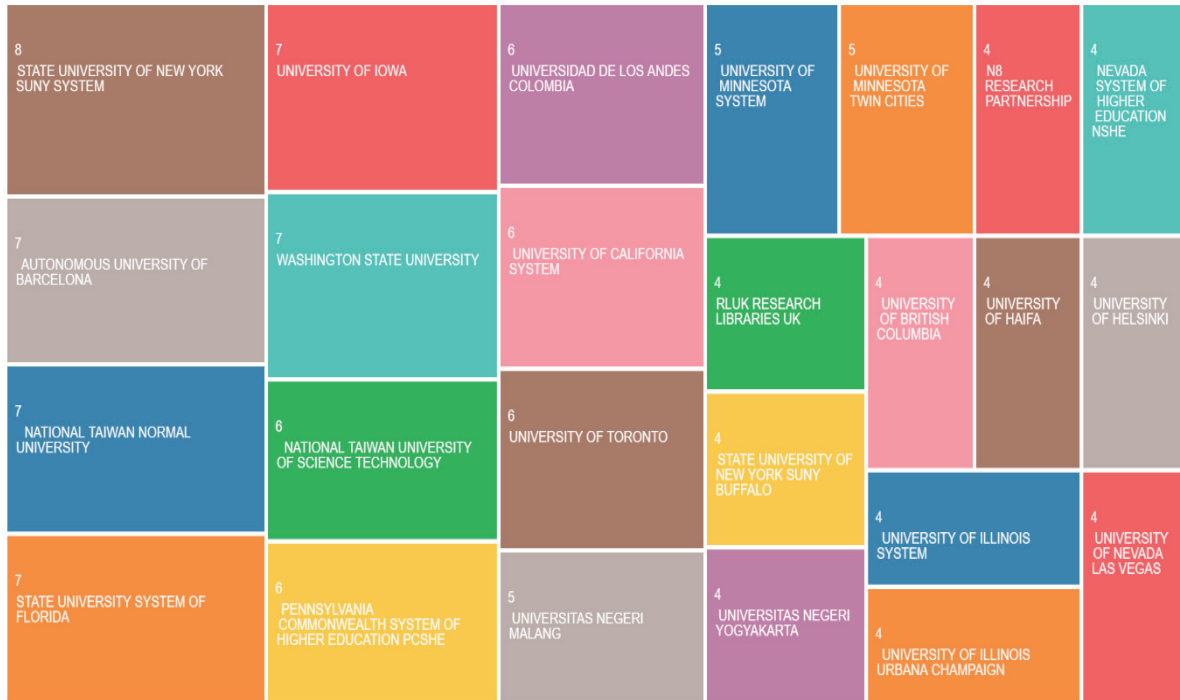 8
STATE UNIVERSITY OF NEW YORK
SUNY SYSTEM
7
AUTONOMOUS UNIVERSITY OF
BARCELONA
7
NATIONAL TAIWAN NORMAL
UNIVERSITY
7
STATE UNIVERSITY SYSTEM OF
FLORIDA
7
UNIVERSITY OF IOWA
7
WASHINGTON STATE UNIVERSITY
6
NATIONAL TAIWAN UNIVERSITY
OF SCIENCE TECHNOLOGY
6
PENNSYLVANIA
COMMONWEALTH SYSTEM OF
HIGHER EDUCATION PCSHE
6
UNIVERSIDAD DE LOS ANDES
COLOMBIA
6
UNIVERSITY OF CALIFORNIA
SYSTEM
6
UNIVERSITY OF TORONTO
5
UNIVERSITAS NEGERI
MALANG
5
UNIVERSITY OF
MINNESOTA
SYSTEM
5
UNIVERSITY OF
MINNESOTA
TWIN CITIES
4
N8
RESEARCH
PARTNERSHIP
4
NEVADA
SYSTEM OF
HIGHER
EDUCATION
NSHE
4
RLUK RESEARCH
LIBRARIES UK
4
STATE UNIVERSITY OF
NEW YORK SUNY
BUFFALO
4
UNIVERSITAS NEGERI
YOGYAKARTA
4
UNIVERSITY
OF BRITISH
COLUMBIA
4
UNIVERSITY
OF HAIFA
4
UNIVERSITY
OF HELSINKI
4
UNIVERSITY OF ILLINOIS
SYSTEM
4
UNIVERSITY OF ILLINOIS
URBANA CHAMPAIGN
4
UNIVERSITY
OF NEVADA
LAS VEGAS